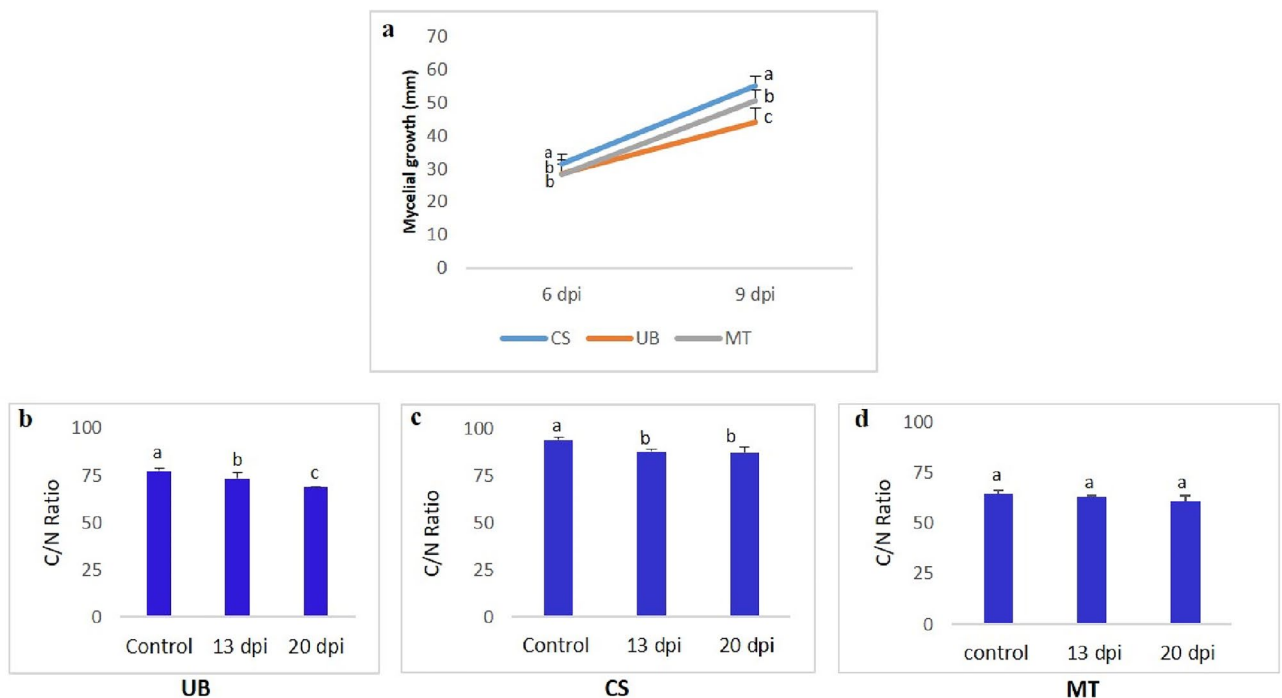 a
Mycelial growth (mm)
70
60
50
40
30
20
10
0
a
b
b
a
b
c
6 dpi 9 dpi
CS UB MT
b
C/N Ratio
100
75
50
25
0
a b c
Control 13 dpi 20 dpi
UB
c
C/N Ratio
100
75
50
25
0
a b b
Control 13 dpi 20 dpi
CS
d
C/N Ratio
100
75
50
25
0
a a a
control 13 dpi 20 dpi
MT